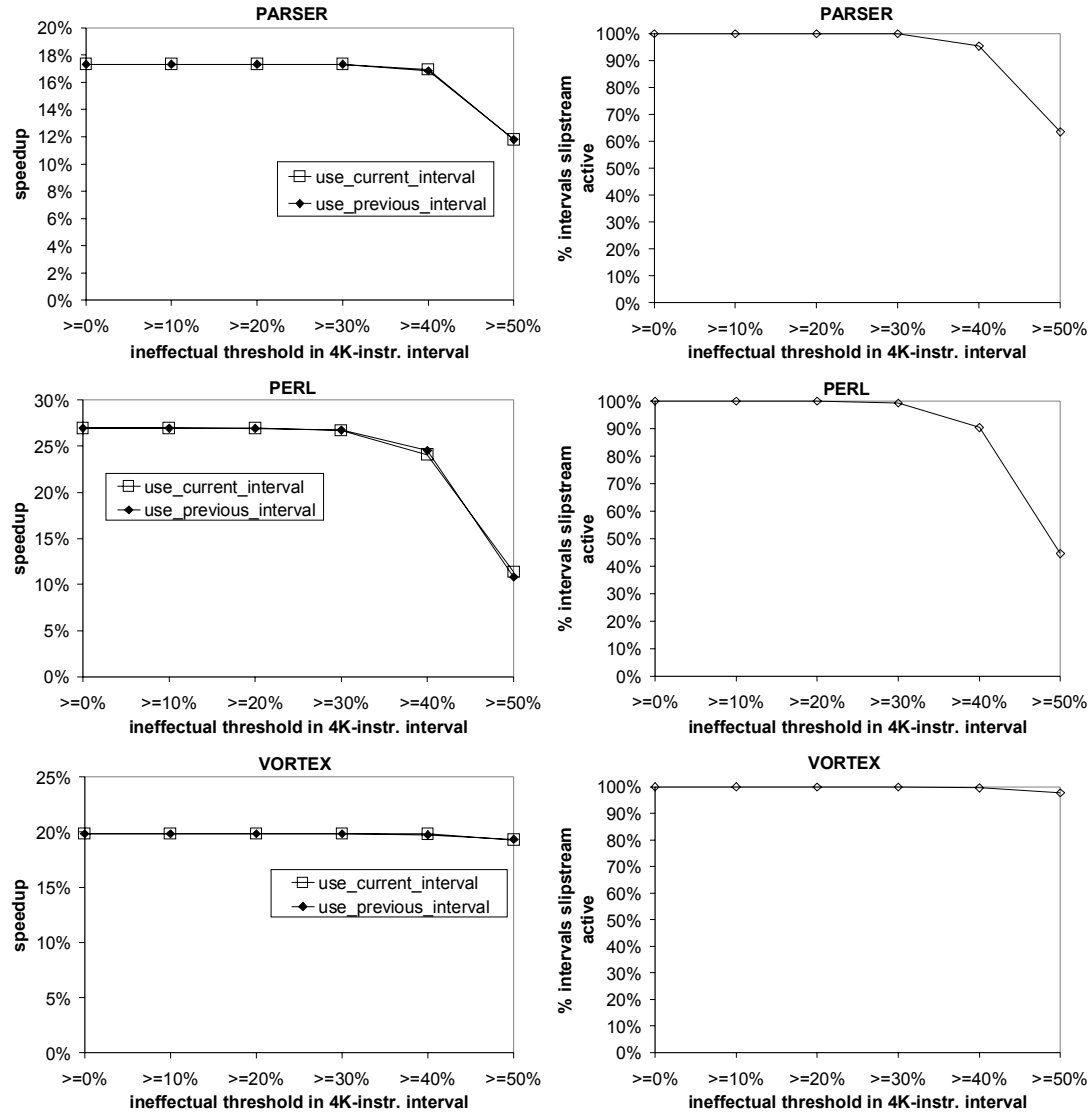 PARSER
20%
18%
16%
14%
12%
10%
8%
6%
4%
2%
0%
speedup
use_current_interval
use_previous_interval
>=0% >=10% >=20% >=30% >=40% >=50%
ineffectual threshold in 4K-instr. interval
PARSER
100%
90%
80%
70%
60%
50%
40%
30%
20%
10%
0%
% intervals slipstream
active
>=0% >=10% >=20% >=30% >=40% >=50%
ineffectual threshold in 4K-instr. interval
PERL
30%
25%
20%
15%
10%
5%
0%
speedup
use_current_interval
use_previous_interval
>=0% >=10% >=20% >=30% >=40% >=50%
ineffectual threshold in 4K-instr. interval
PERL
100%
90%
80%
70%
60%
50%
40%
30%
20%
10%
0%
% intervals slipstream
active
>=0% >=10% >=20% >=30% >=40% >=50%
ineffectual threshold in 4K-instr. interval
VORTEX
25%
20%
15%
10%
5%
0%
speedup
use_current_interval
use_previous_interval
>=0% >=10% >=20% >=30% >=40% >=50%
ineffectual threshold in 4K-instr. interval
VORTEX
100%
90%
80%
70%
60%
50%
40%
30%
20%
10%
0%
% intervals slipstream
active
>=0% >=10% >=20% >=30% >=40% >=50%
ineffectual threshold in 4K-instr. interval